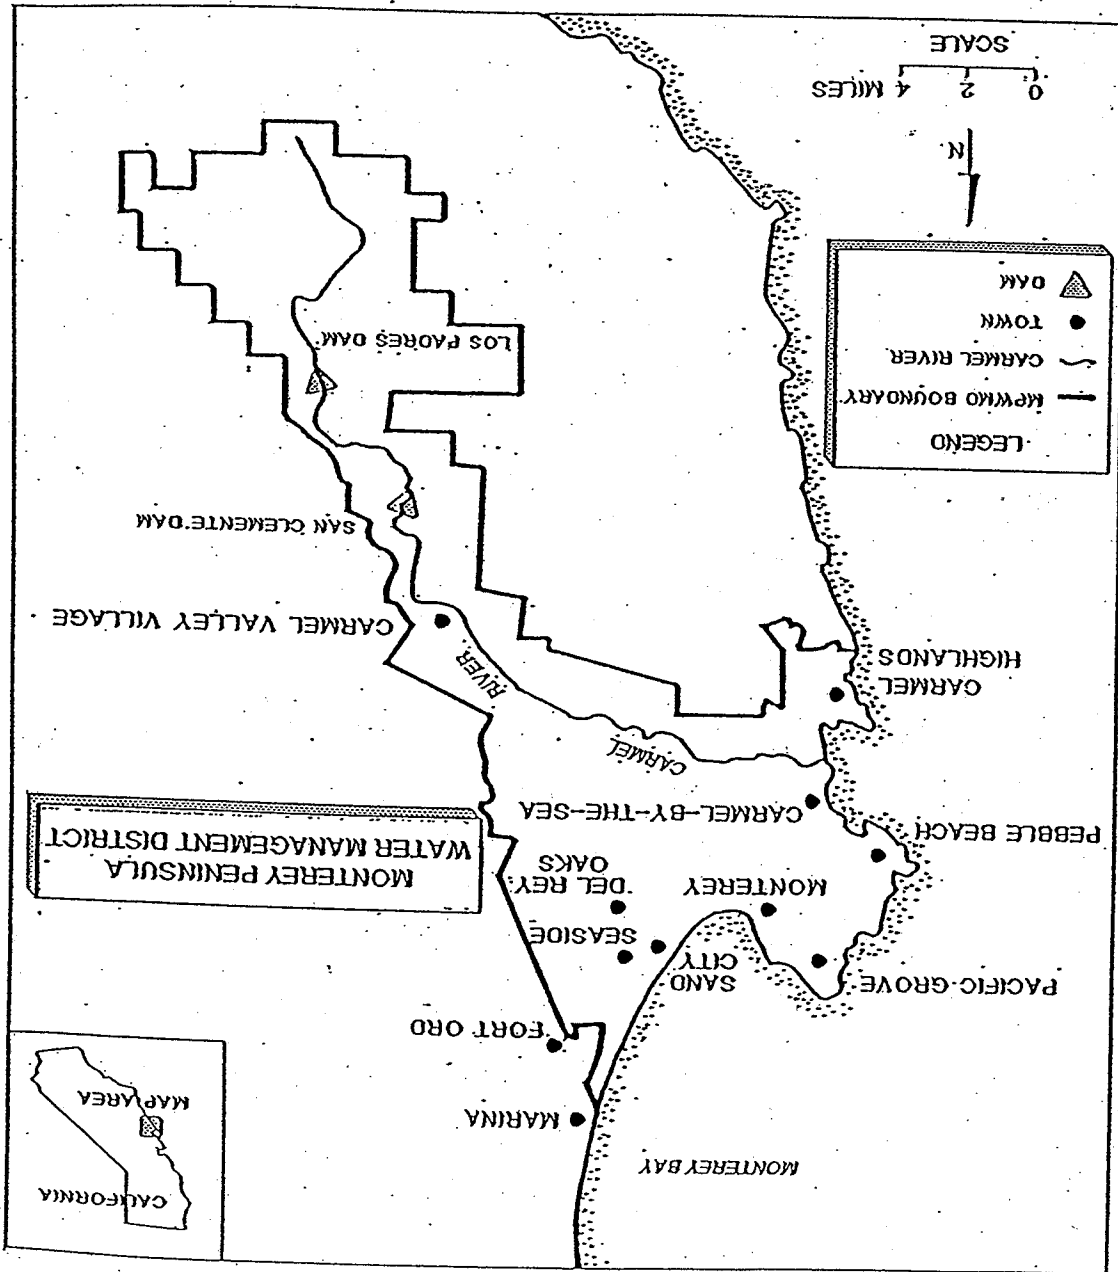 CALIFORNIA
MAP AREA
MONTEREY BAY
MARINA
FORT ORD
PACIFIC GROVE
SAND
CITY
SEASIDE
MONTEREY
DEL REY
OAKS
PEBBLE BEACH
CARMEL-BY-THE-SEA
MONTEREY PENINSULA
WATER MANAGEMENT DISTRICT
CARMEL
RIVER
CARMEL
HIGHLANDS
CARMEL VALLEY VILLAGE
SAN CLEMENTE DAM
LOS PADRES DAM
LEGEND
MPWMD BOUNDARY
CARMEL RIVER
TOWN
DAM
N
0 2 4 MILES
SCALE